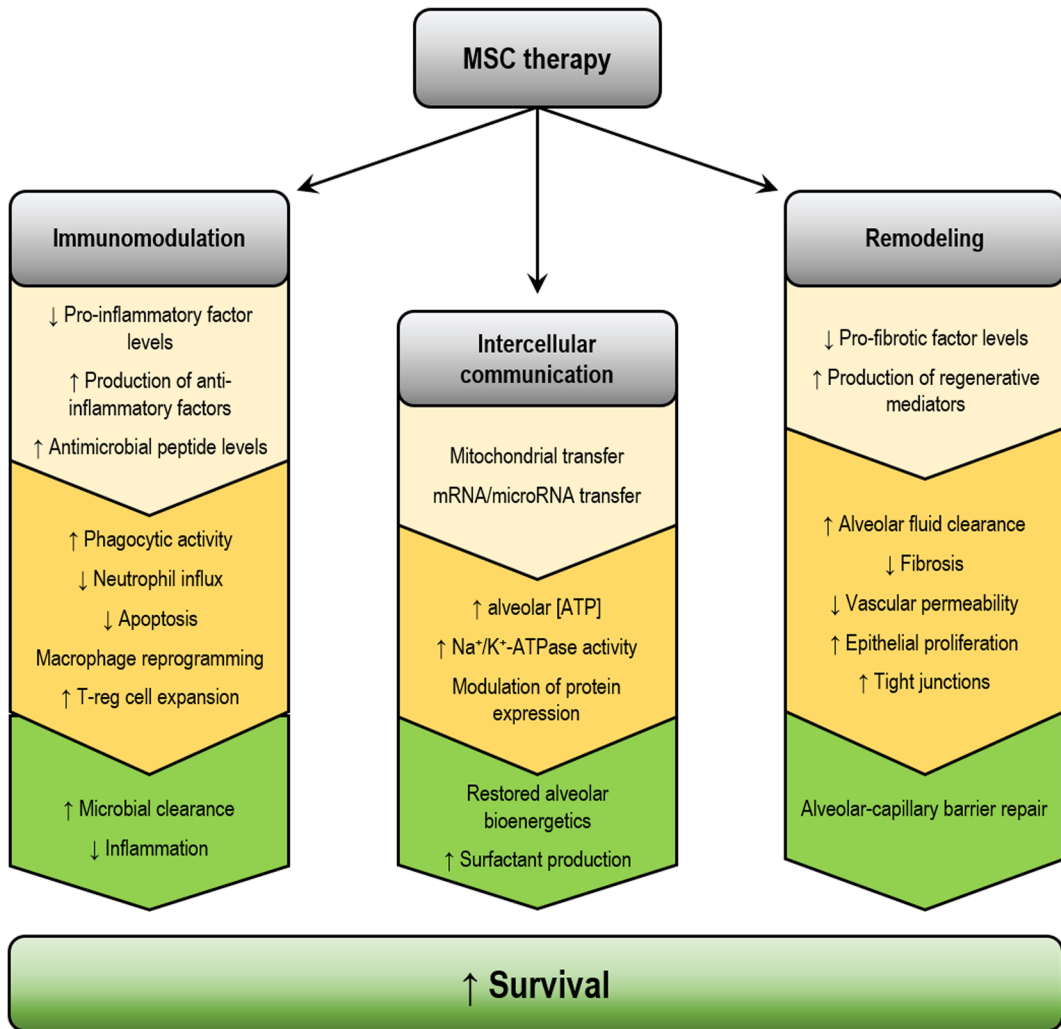 MSC therapy
Immunomodulation
↓ Pro-inflammatory factor
levels
↑ Production of anti-
inflammatory factors
↑ Antimicrobial peptide levels
↑ Phagocytic activity
↓ Neutrophil influx
↓ Apoptosis
Macrophage reprogramming
↑ T-reg cell expansion
↑ Microbial clearance
↓ Inflammation
Intercellular
communication
Mitochondrial transfer
mRNA/microRNA transfer
↑ alveolar [ATP]
↑ Na⁺/K⁺-ATPase activity
Modulation of protein
expression
Restored alveolar
bioenergetics
↑ Surfactant production
Remodeling
↓ Pro-fibrotic factor levels
↑ Production of regenerative
mediators
↑ Alveolar fluid clearance
↓ Fibrosis
↓ Vascular permeability
↑ Epithelial proliferation
↑ Tight junctions
Alveolar-capillary barrier repair
↑ Survival